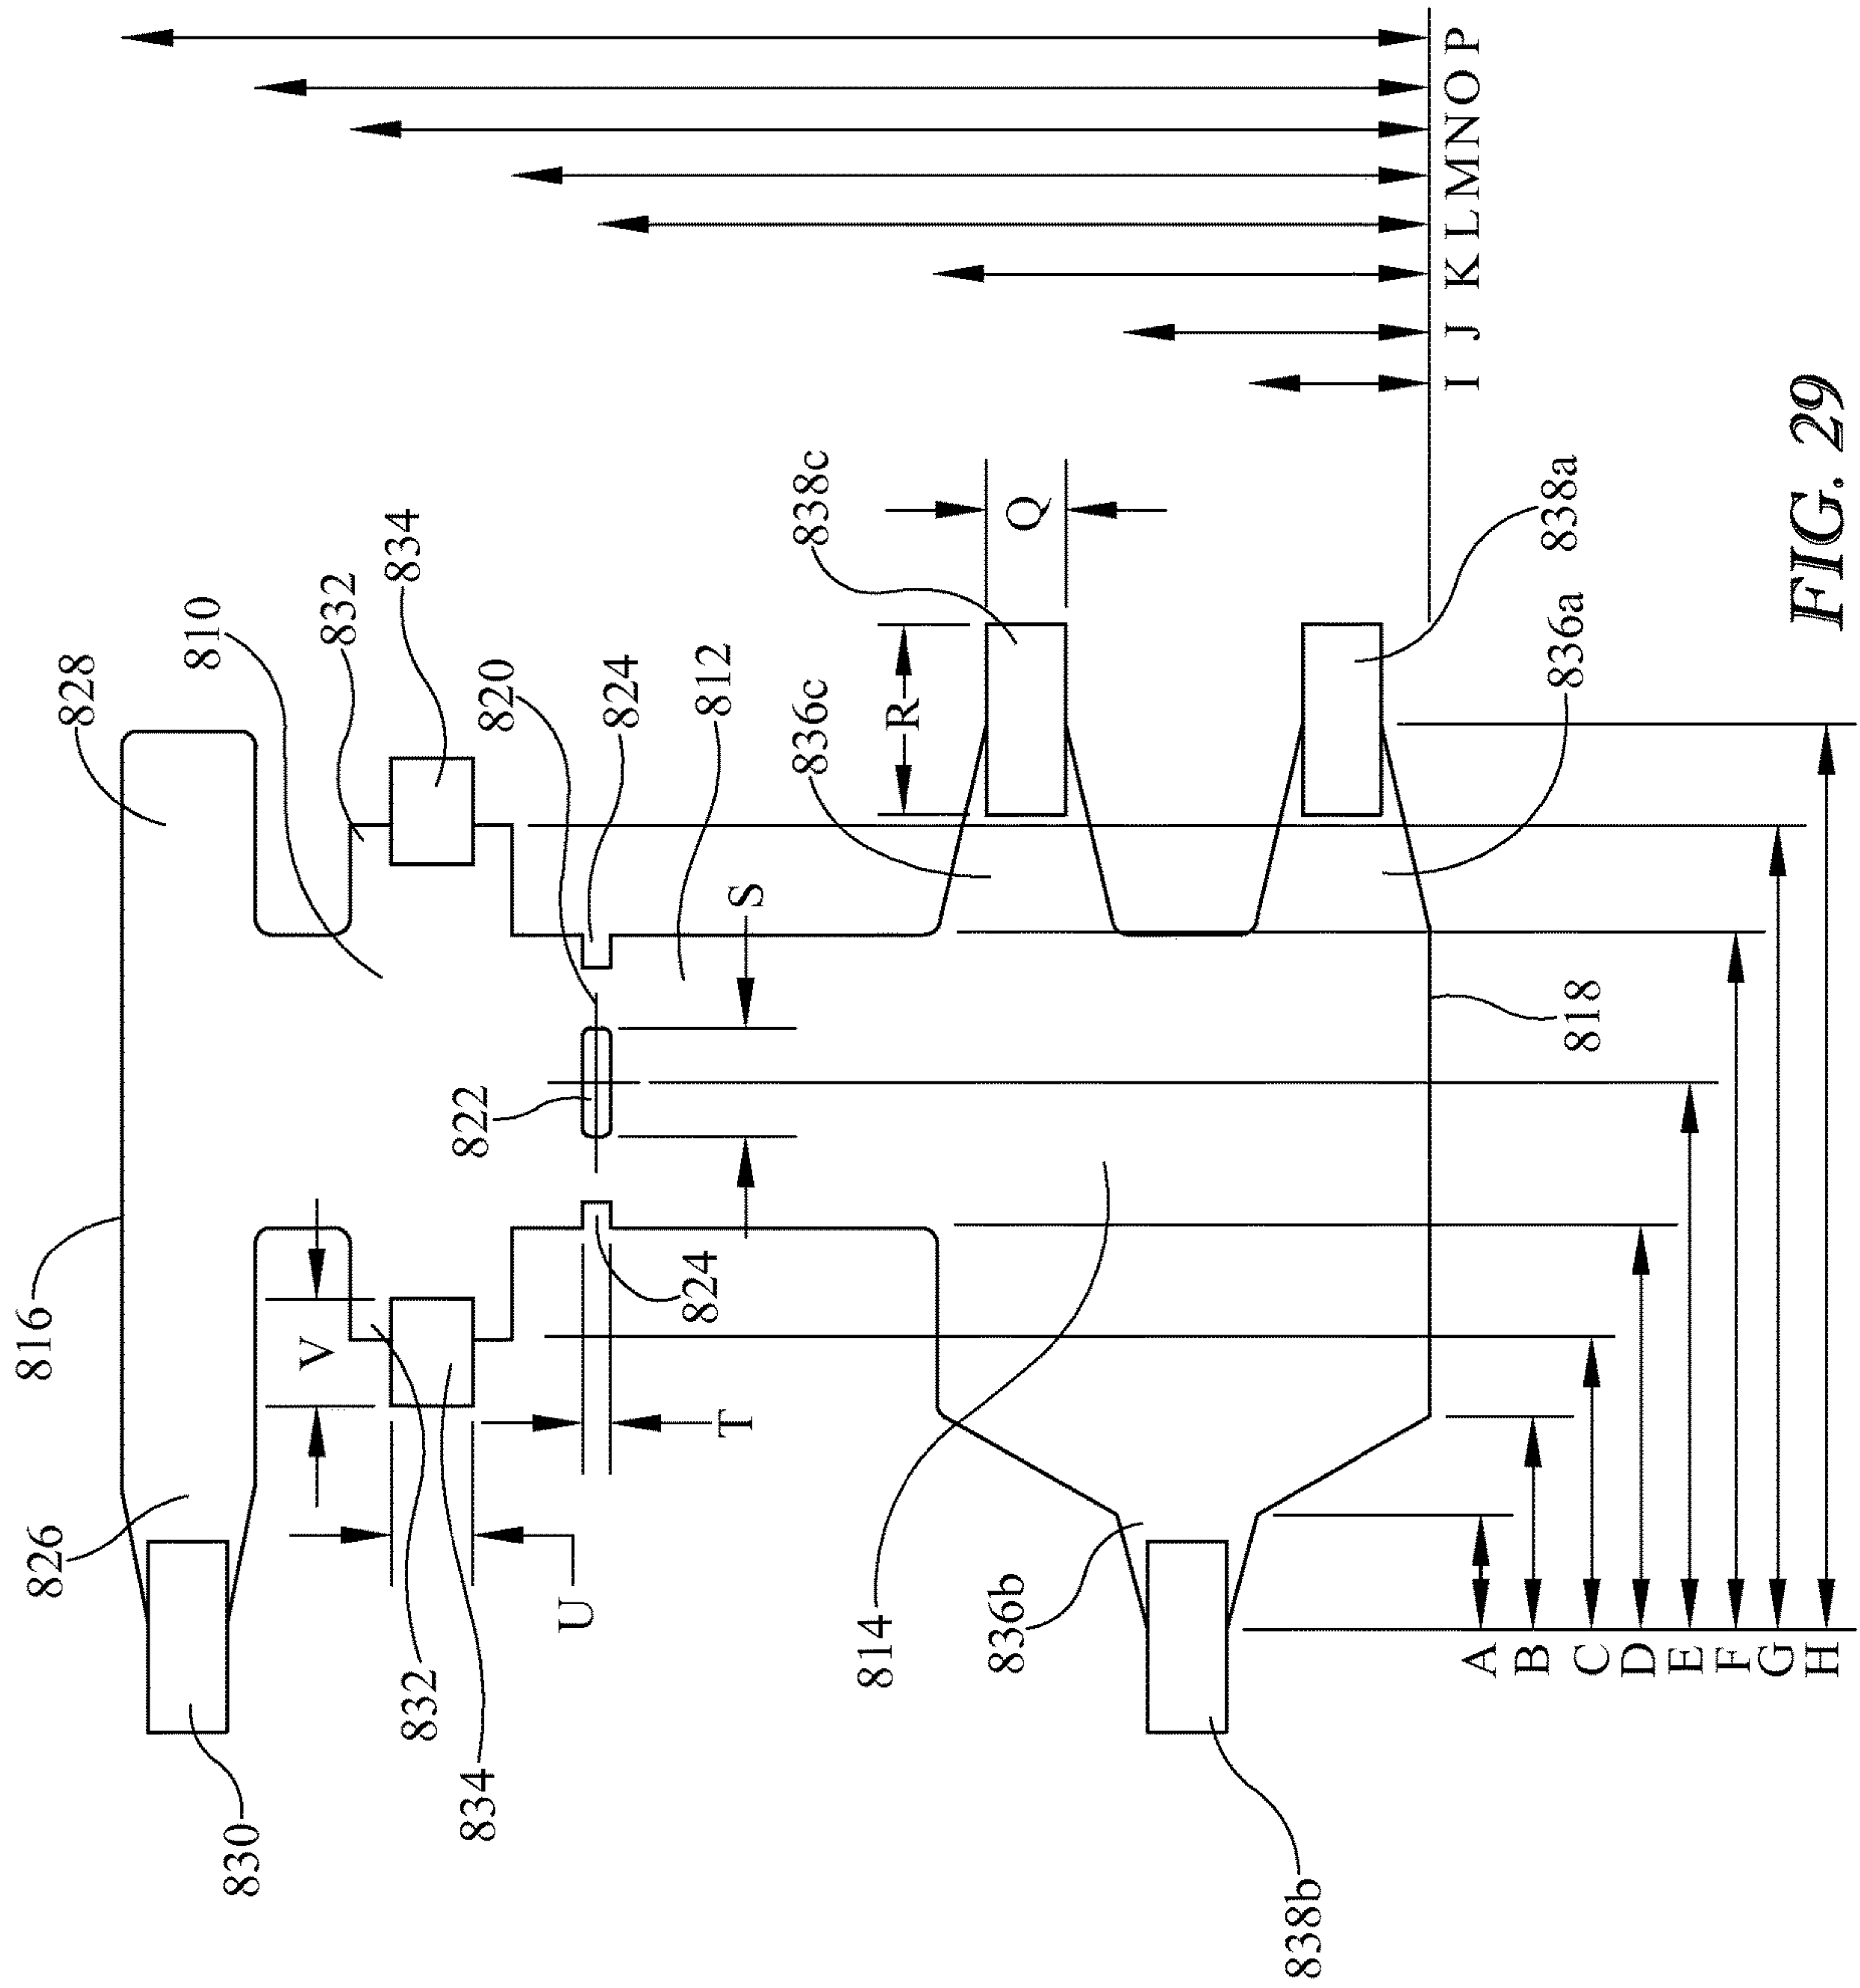 816
826
830
828
810
832
834
820
824
812
822
S
V
824
T
U
832
834
814
836b
838b
836c
R
838c
Q
838a
836a
818
I J K L M N O P
A
B
C
D
E
F
G
H
FIG. 29